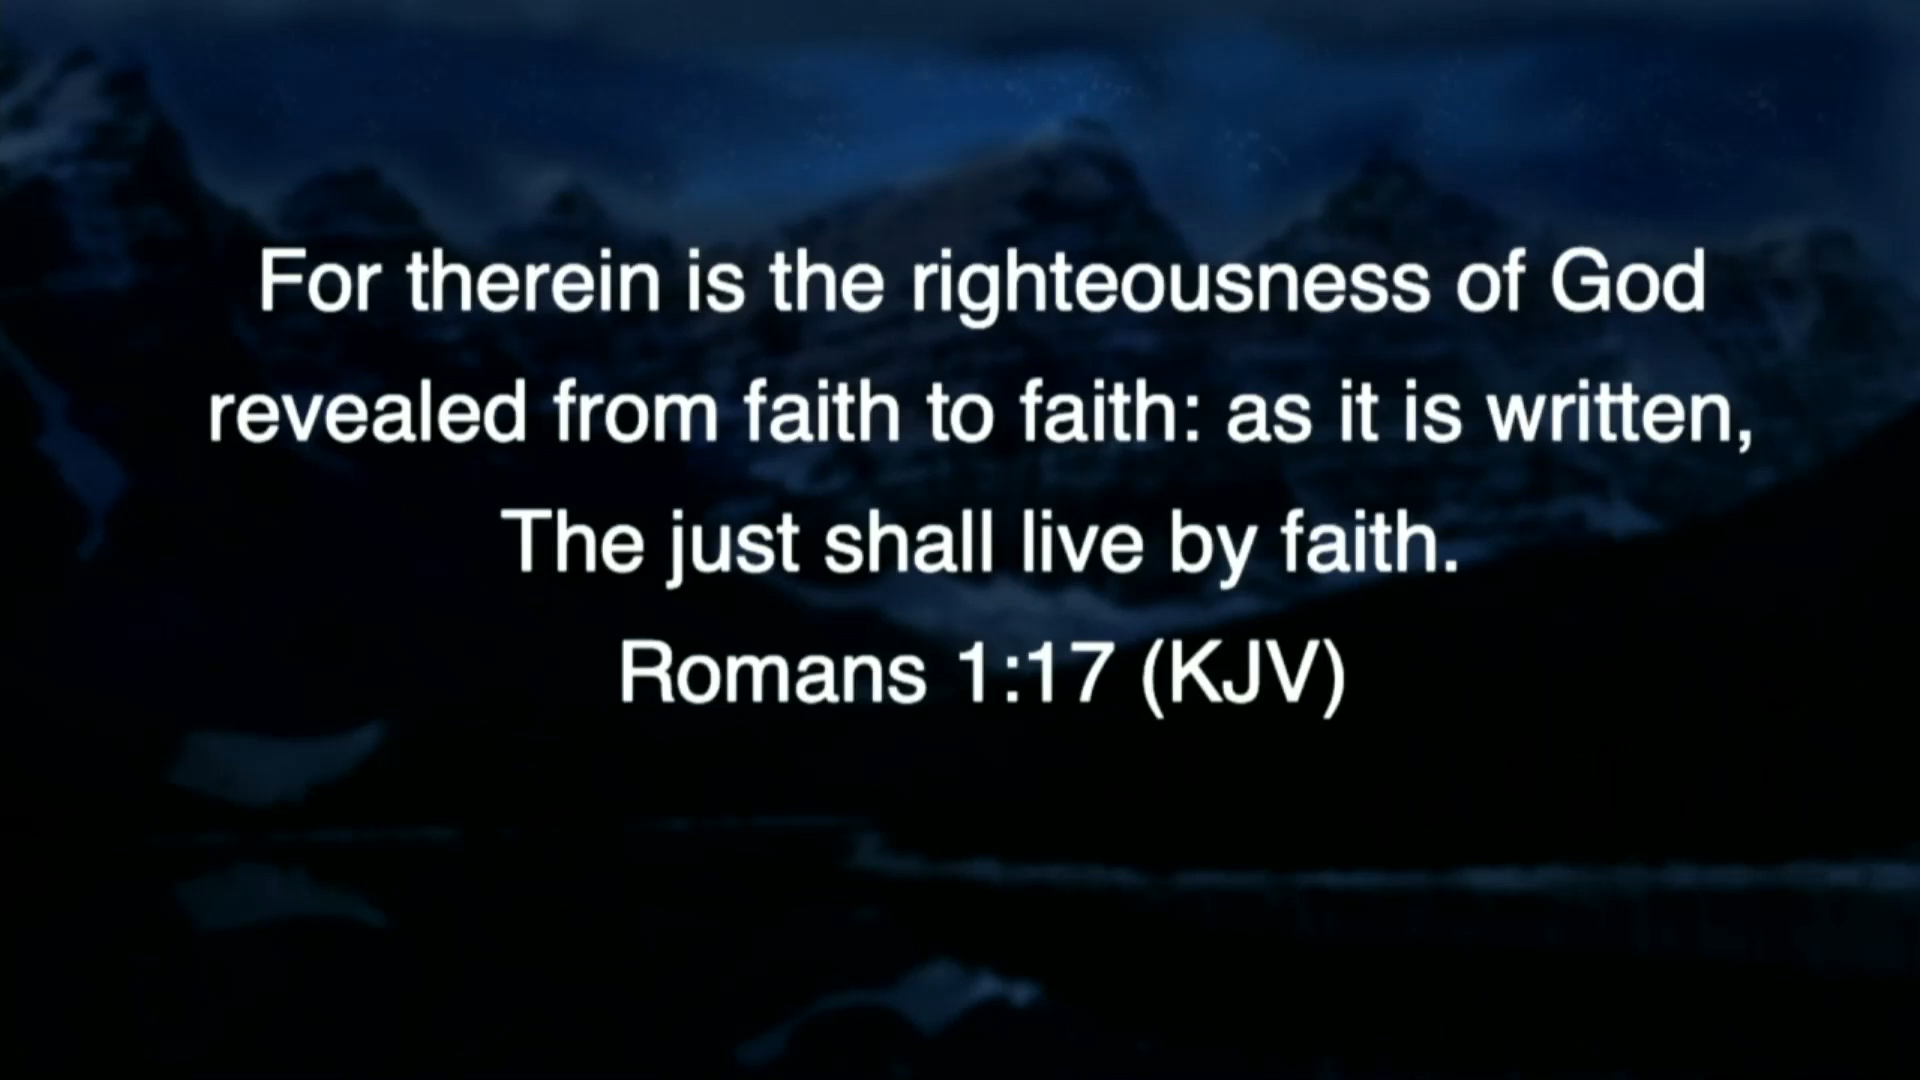 For therein is the righteousness of God
revealed from faith to faith: as it is written,
The just shall live by faith.
Romans 1:17 (KJV)